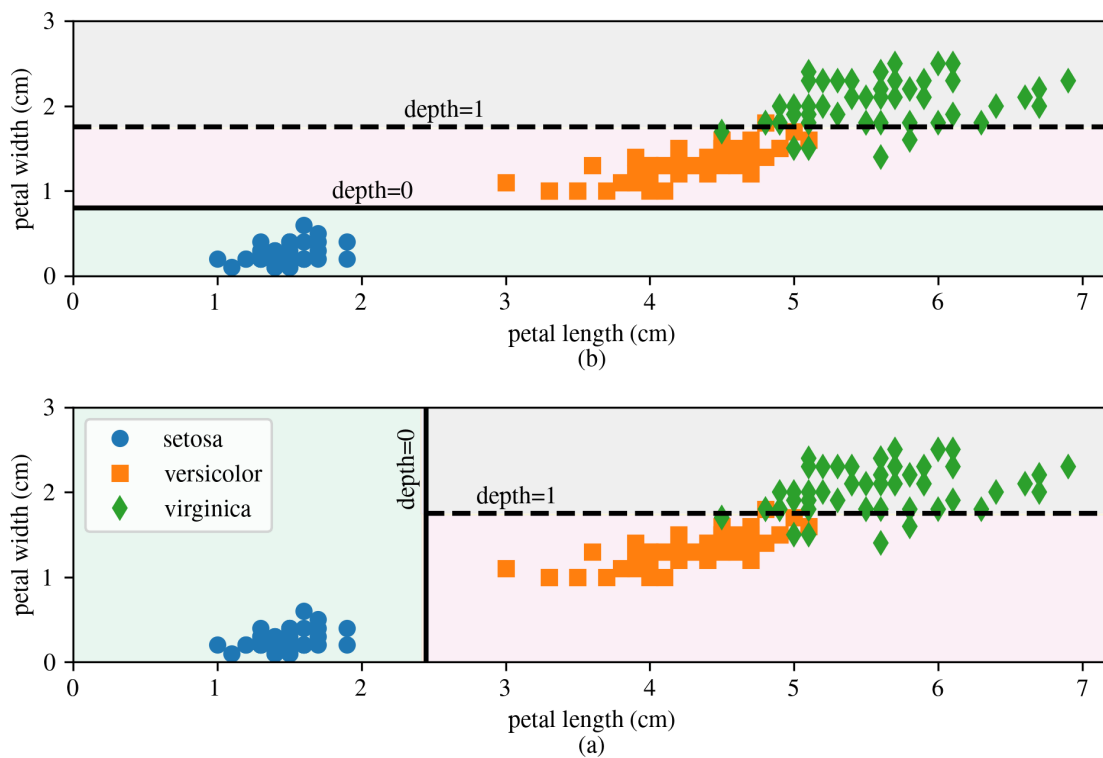 3
2
1
0
petal width (cm)
depth=1
depth=0
0 1 2 3 4 5 6 7
petal length (cm)
(b)
3
2
1
0
petal width (cm)
setosa
versicolor
virginica
depth=0
depth=1
0 1 2 3 4 5 6 7
petal length (cm)
(a)